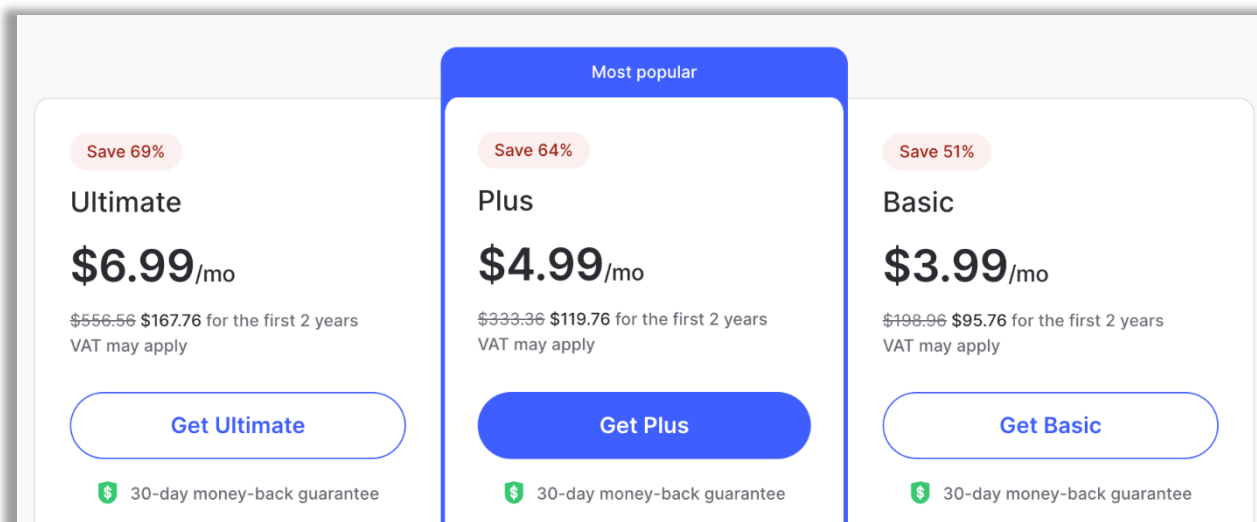 Most popular
Save 69%
Ultimate
$6.99/mo
$556.56 $167.76 for the first 2 years
VAT may apply
Get Ultimate
30-day money-back guarantee
Save 64%
Plus
$4.99/mo
$333.36 $119.76 for the first 2 years
VAT may apply
Get Plus
30-day money-back guarantee
Save 51%
Basic
$3.99/mo
$198.96 $95.76 for the first 2 years
VAT may apply
Get Basic
30-day money-back guarantee